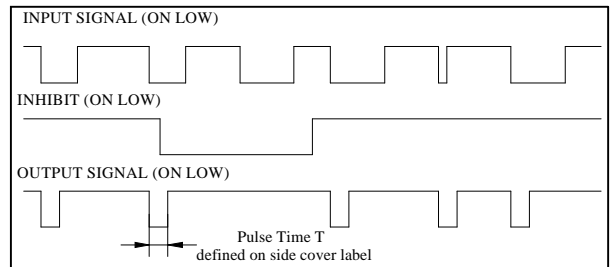 INPUT SIGNAL (ON LOW)
INHIBIT (ON LOW)
OUTPUT SIGNAL (ON LOW)
Pulse Time T
defined on side cover label